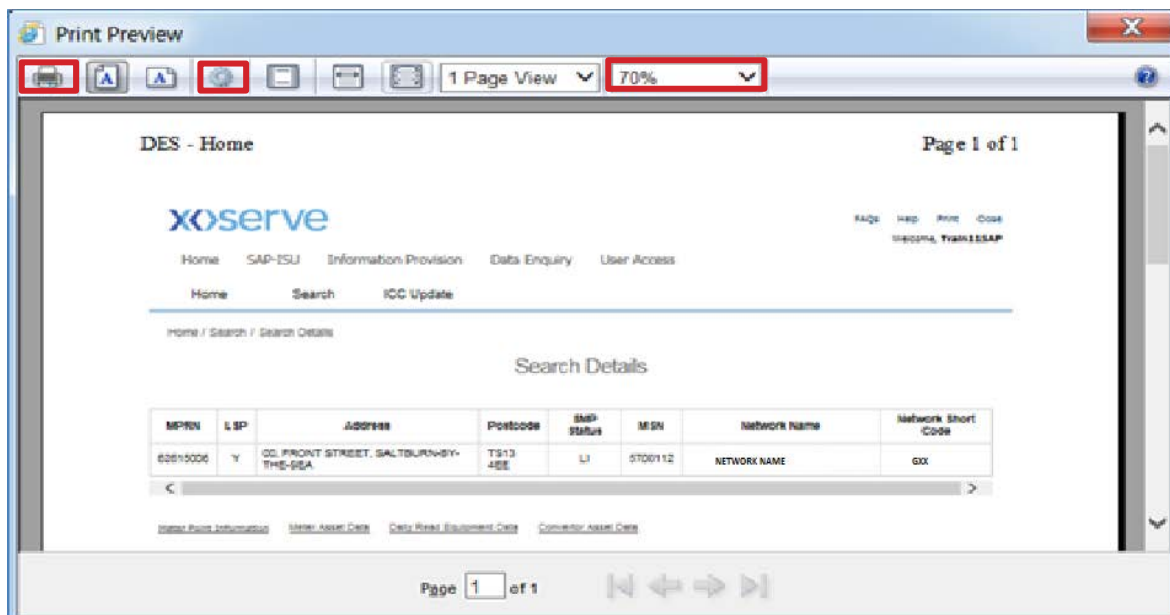 Print Preview
X
A A 1 Page View 70% ?
DES - Home Page 1 of 1
xoserve
FAQs Help Print Close
Welcome, Train11SAP
Home SAP-ISU Information Provision Data Enquiry User Access
Home Search ICC Update
Home / Search / Search Details
Search Details
MPRN LSP Address Postcode SMP Status MSN Network Name Network Short Code
Y 00, FRONT STREET, SALTBURN-BY-THE-SEA TS13 4EE LI NETWORK NAME GXX
Meter Point Information Meter Asset Data Daily Read Equipment Data Convertor Asset Data
Page 1 of 1